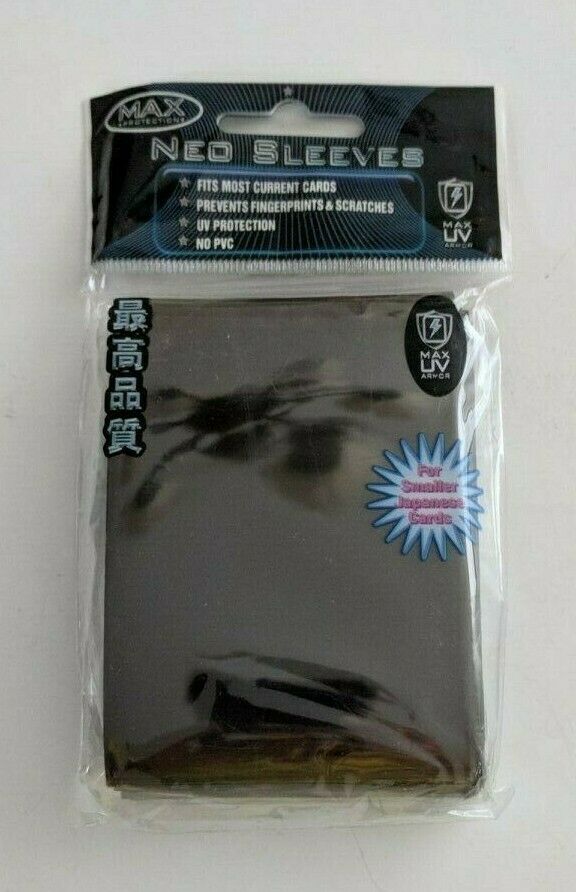 MAX
PROTECTION
NEO SLEEVES
FITS MOST CURRENT CARDS
PREVENTS FINGERPRINTS & SCRATCHES
UV PROTECTION
NO PVC
MAX
UV
ARMOR
最高品質
MAX
UV
ARMOR
For
Smaller
Japanese
Cards